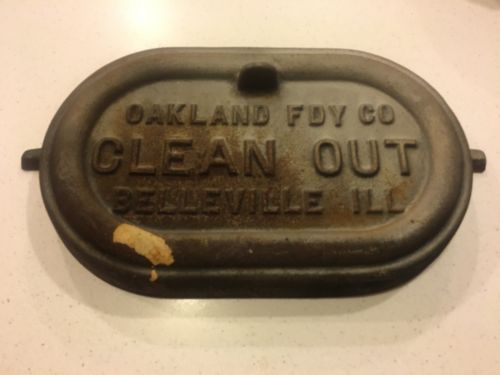 OAKLAND FDY CO
CLEAN OUT
BELLEVILLE ILL